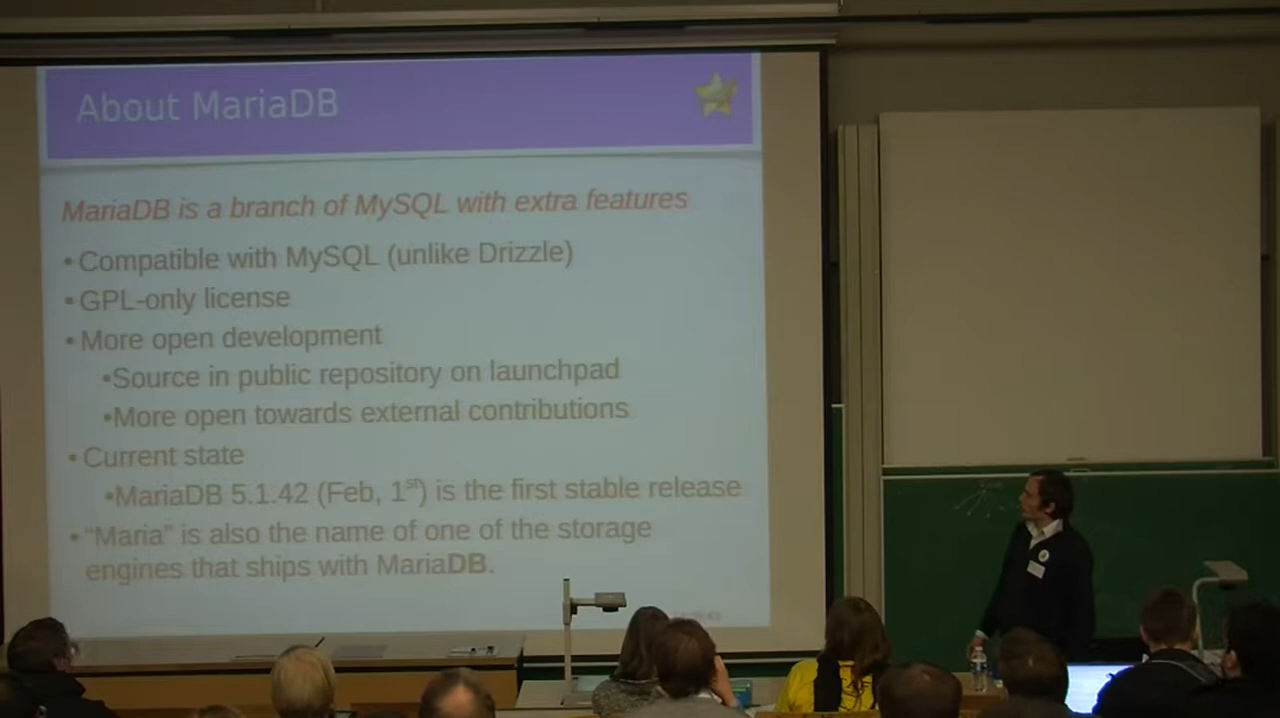 About MariaDB
MariaDB is a branch of MySQL with extra features
•Compatible with MySQL (unlike Drizzle)
•GPL-only license
•More open development
•Source in public repository on launchpad
•More open towards external contributions
•Current state
•MariaDB 5.1.42 (Feb, 1st) is the first stable release
•“Maria” is also the name of one of the storage
engines that ships with MariaDB.